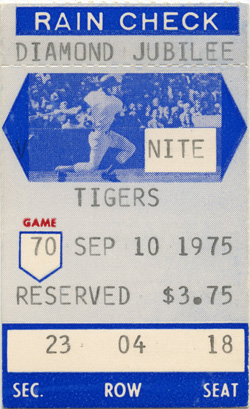 RAIN CHECK
DIAMOND JUBILEE
NITE
TIGERS
GAME
70 SEP 10 1975
RESERVED $3.75
23 04 18
SEC. ROW SEAT